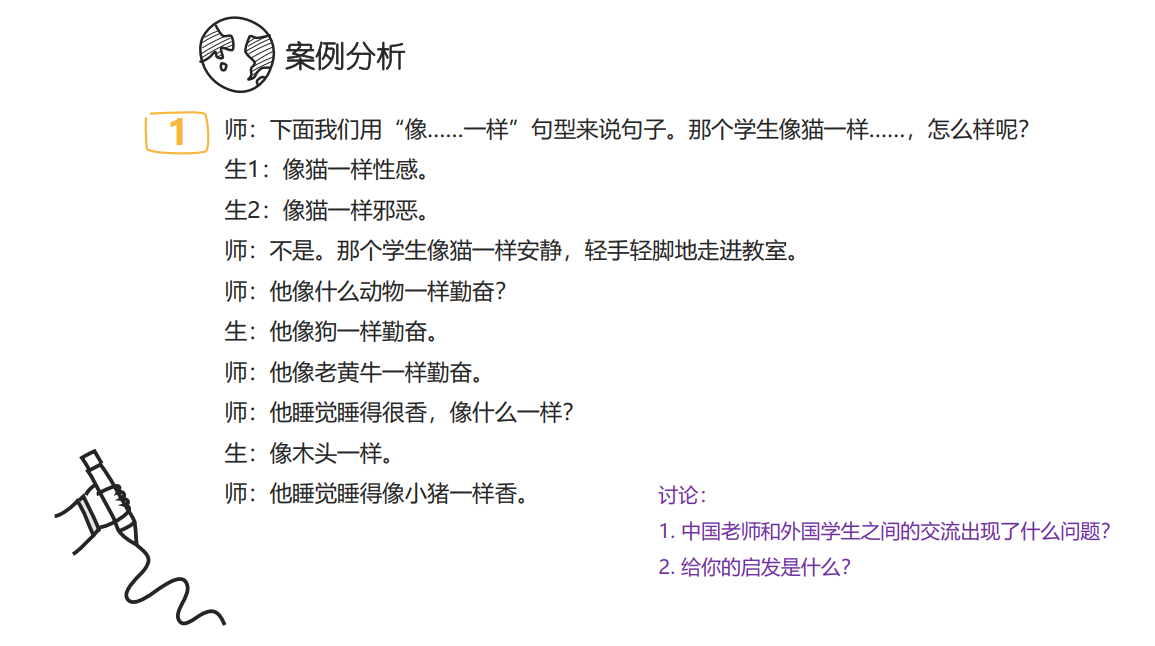 案例分析
1
师：下面我们用“像……一样”句型来说句子。那个学生像猫一样……，怎么样呢？
生1：像猫一样性感。
生2：像猫一样邪恶。
师：不是。那个学生像猫一样安静，轻手轻脚地走进教室。
师：他像什么动物一样勤奋？
生：他像狗一样勤奋。
师：他像老黄牛一样勤奋。
师：他睡觉睡得很香，像什么一样？
生：像木头一样。
师：他睡觉睡得像小猪一样香。
讨论：
1. 中国老师和外国学生之间的交流出现了什么问题？
2. 给你的启发是什么？